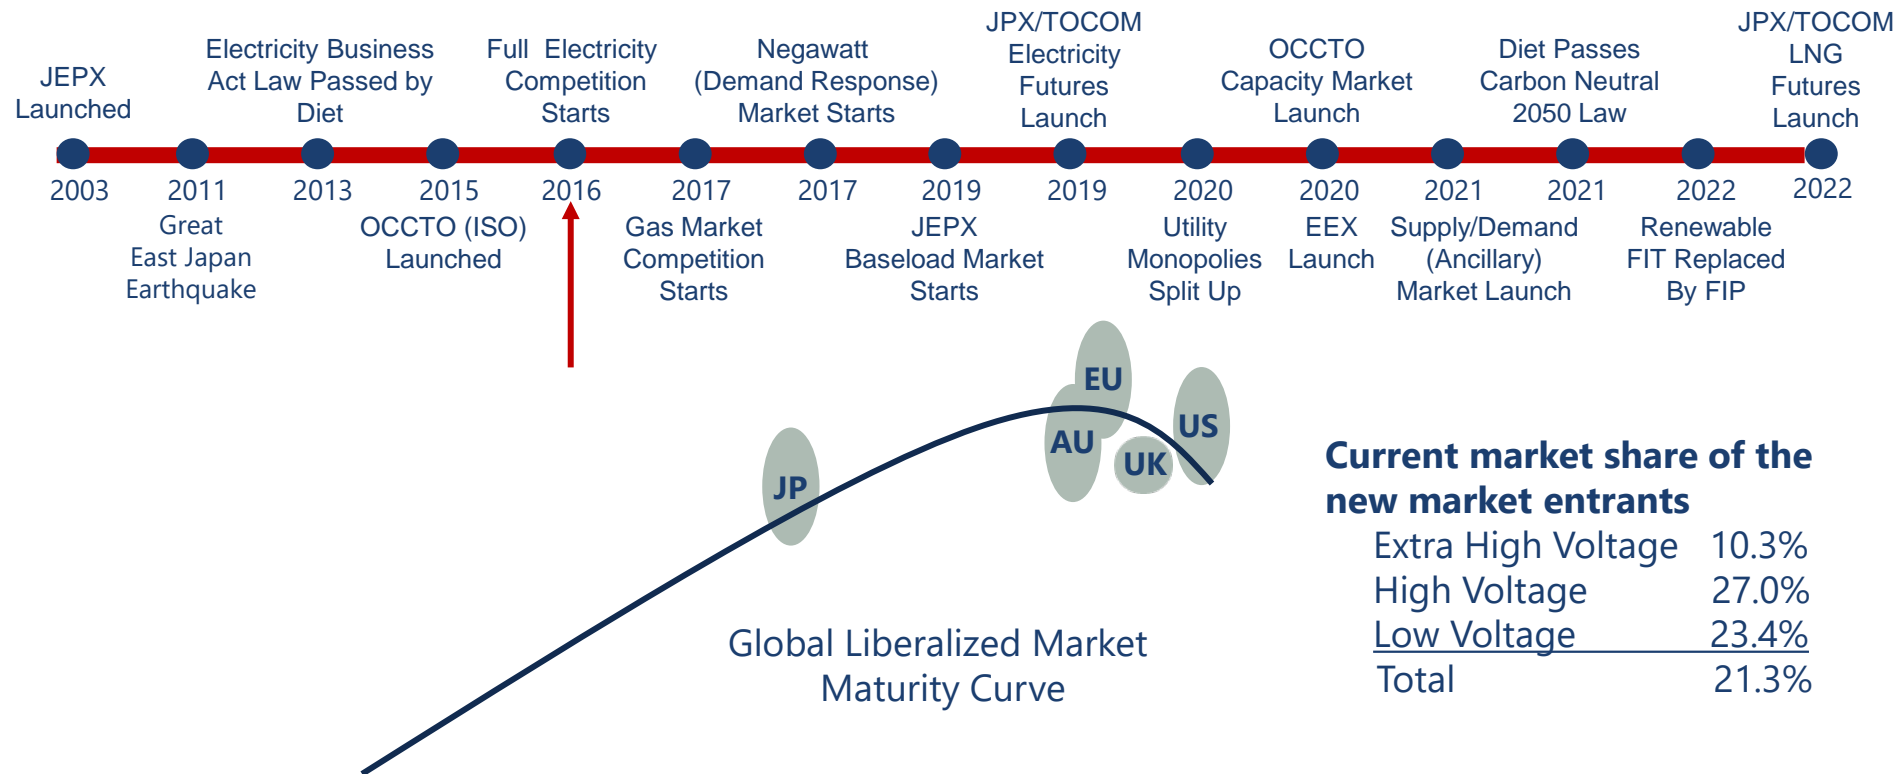 JEPX
Launched
Electricity Business
Act Law Passed by
Diet
Full Electricity
Competition
Starts
Negawatt
(Demand Response)
Market Starts
JPX/TOCOM
Electricity
Futures
Launch
OCCTO
Capacity Market
Launch
Diet Passes
Carbon Neutral
2050 Law
JPX/TOCOM
LNG
Futures
Launch
2003
2011
2013
2015
2016
2017
2017
2019
2019
2020
2020
2021
2021
2022
2022
Great
East Japan
Earthquake
OCCTO (ISO)
Launched
Gas Market
Competition
Starts
JEPX
Baseload Market
Starts
Utility
Monopolies
Split Up
EEX
Launch
Supply/Demand
(Ancillary)
Market Launch
Renewable
FIT Replaced
By FIP
EU
AU
UK
US
JP
Global Liberalized Market
Maturity Curve
Current market share of the
new market entrants
Extra High Voltage 10.3%
High Voltage 27.0%
Low Voltage 23.4%
Total 21.3%